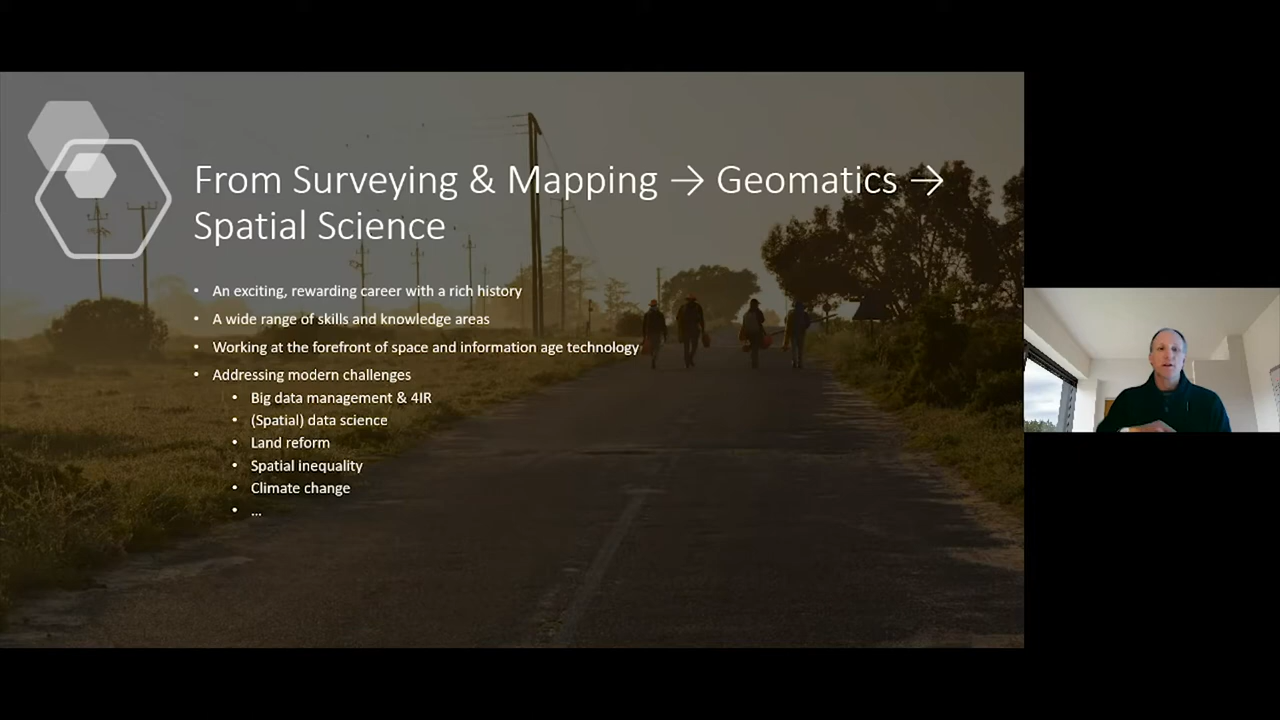 From Surveying & Mapping → Geomatics →
Spatial Science
• An exciting, rewarding career with a rich history
• A wide range of skills and knowledge areas
• Working at the forefront of space and information age technology
• Addressing modern challenges
• Big data management & 4IR
• (Spatial) data science
• Land reform
• Spatial inequality
• Climate change
• ...